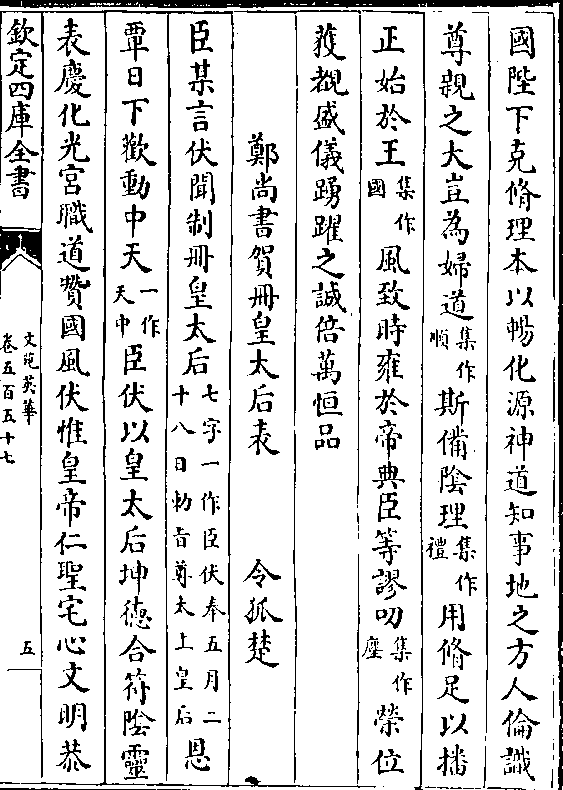 國陛下克脩理本以暢化源神道知事地之方人倫識
尊親之大豈為婦道集作順斯備陰理集作禮用脩足以播
正始於王集作國風致時雍於帝典臣等謬叨集作塵榮位
獲覩盛儀踴躍之誠倍萬恒品
鄭尚書賀冊皇太后表 令狐楚
臣某言伏聞制冊皇太后七字一作臣伏奉五月二十八日勅旨尊太上皇后恩
覃日下歡動中天一作天中臣伏以皇太后坤德合符陰靈
表慶化光宮職道贊國風伏惟皇帝仁聖宅心文明恭
欽定四庫全書
文苑英華
卷五百五十七
五